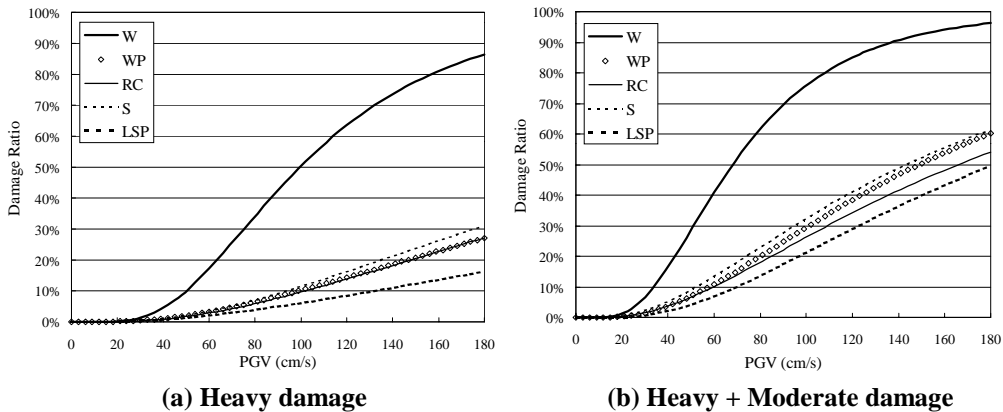 100%
90%
80%
70%
60%
50%
40%
30%
20%
10%
0%
Damage Ratio
W
WP
RC
S
LSP
0 20 40 60 80 100 120 140 160 180
PGV (cm/s)
(a) Heavy damage
100%
90%
80%
70%
60%
50%
40%
30%
20%
10%
0%
Damage Ratio
W
WP
RC
S
LSP
0 20 40 60 80 100 120 140 160 180
PGV (cm/s)
(b) Heavy + Moderate damage